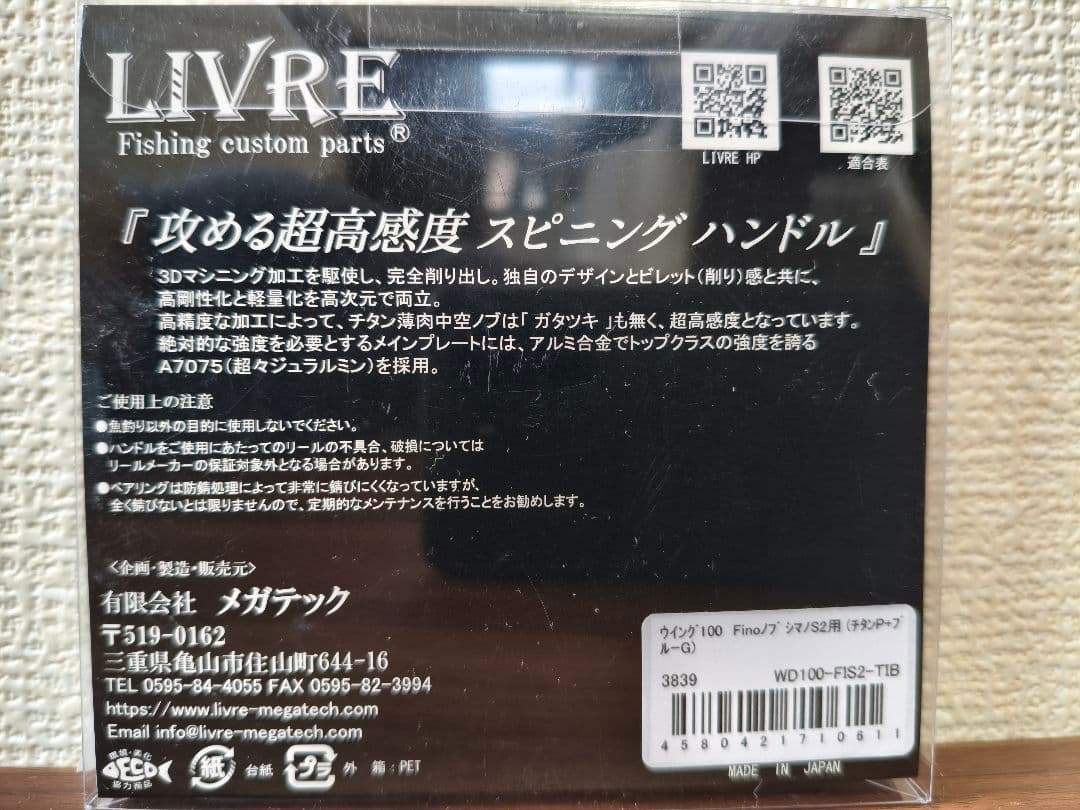 LIVRE
Fishing custom parts®
LIVRE HP
適合表
『 攻める超高感度 スピニング ハンドル 』
3Dマシニング加工を駆使し、完全削り出し。独自のデザインとビレット（削り）感と共に、
高剛性化と軽量化を高次元で両立。
高精度な加工によって、チタン薄肉中空ノブは「 ガタツキ 」も無く、超高感度となっています。
絶対的な強度を必要とするメインプレートには、アルミ合金でトップクラスの強度を誇る
A7075（超々ジュラルミン）を採用。
ご使用上の注意
●魚釣り以外の目的に使用しないでください。
●ハンドルをご使用にあたってのリールの不具合、破損については
リールメーカーの保証対象外となる場合があります。
●ベアリングは防錆処理によって非常に錆びにくくなっていますが、
全く錆びないとは限りませんので、定期的なメンテナンスを行うことをお勧めします。
〈企画・製造・販売元〉
有限会社 メガテック
〒519-0162
三重県亀山市住山町644-16
TEL 0595-84-4055 FAX 0595-82-3994
https://www.livre-megatech.com
Email info@livre-megatech.com
環境・美化
ECO
協力商品
紙 台紙 プラ 外 箱：PET
ｳｲﾝｸﾞ100 Finoﾉﾌﾞ ｼﾏﾉS2用 (ﾁﾀﾝP+ﾌﾞ
ﾙｰG)
3839 WD100-FIS2-TIB
4580421710611
MADE IN JAPAN